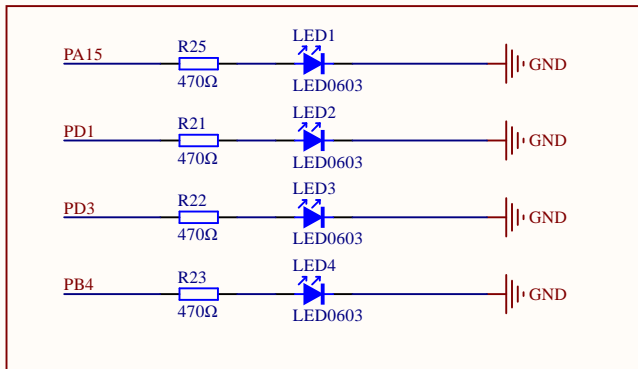 LED1
R25
PA15
GND
470Ω
LED0603
LED2
R21
PD1
GND
470Ω
LED0603
LED3
R22
PD3
GND
470Ω
LED0603
LED4
R23
PB4
GND
470Ω
LED0603